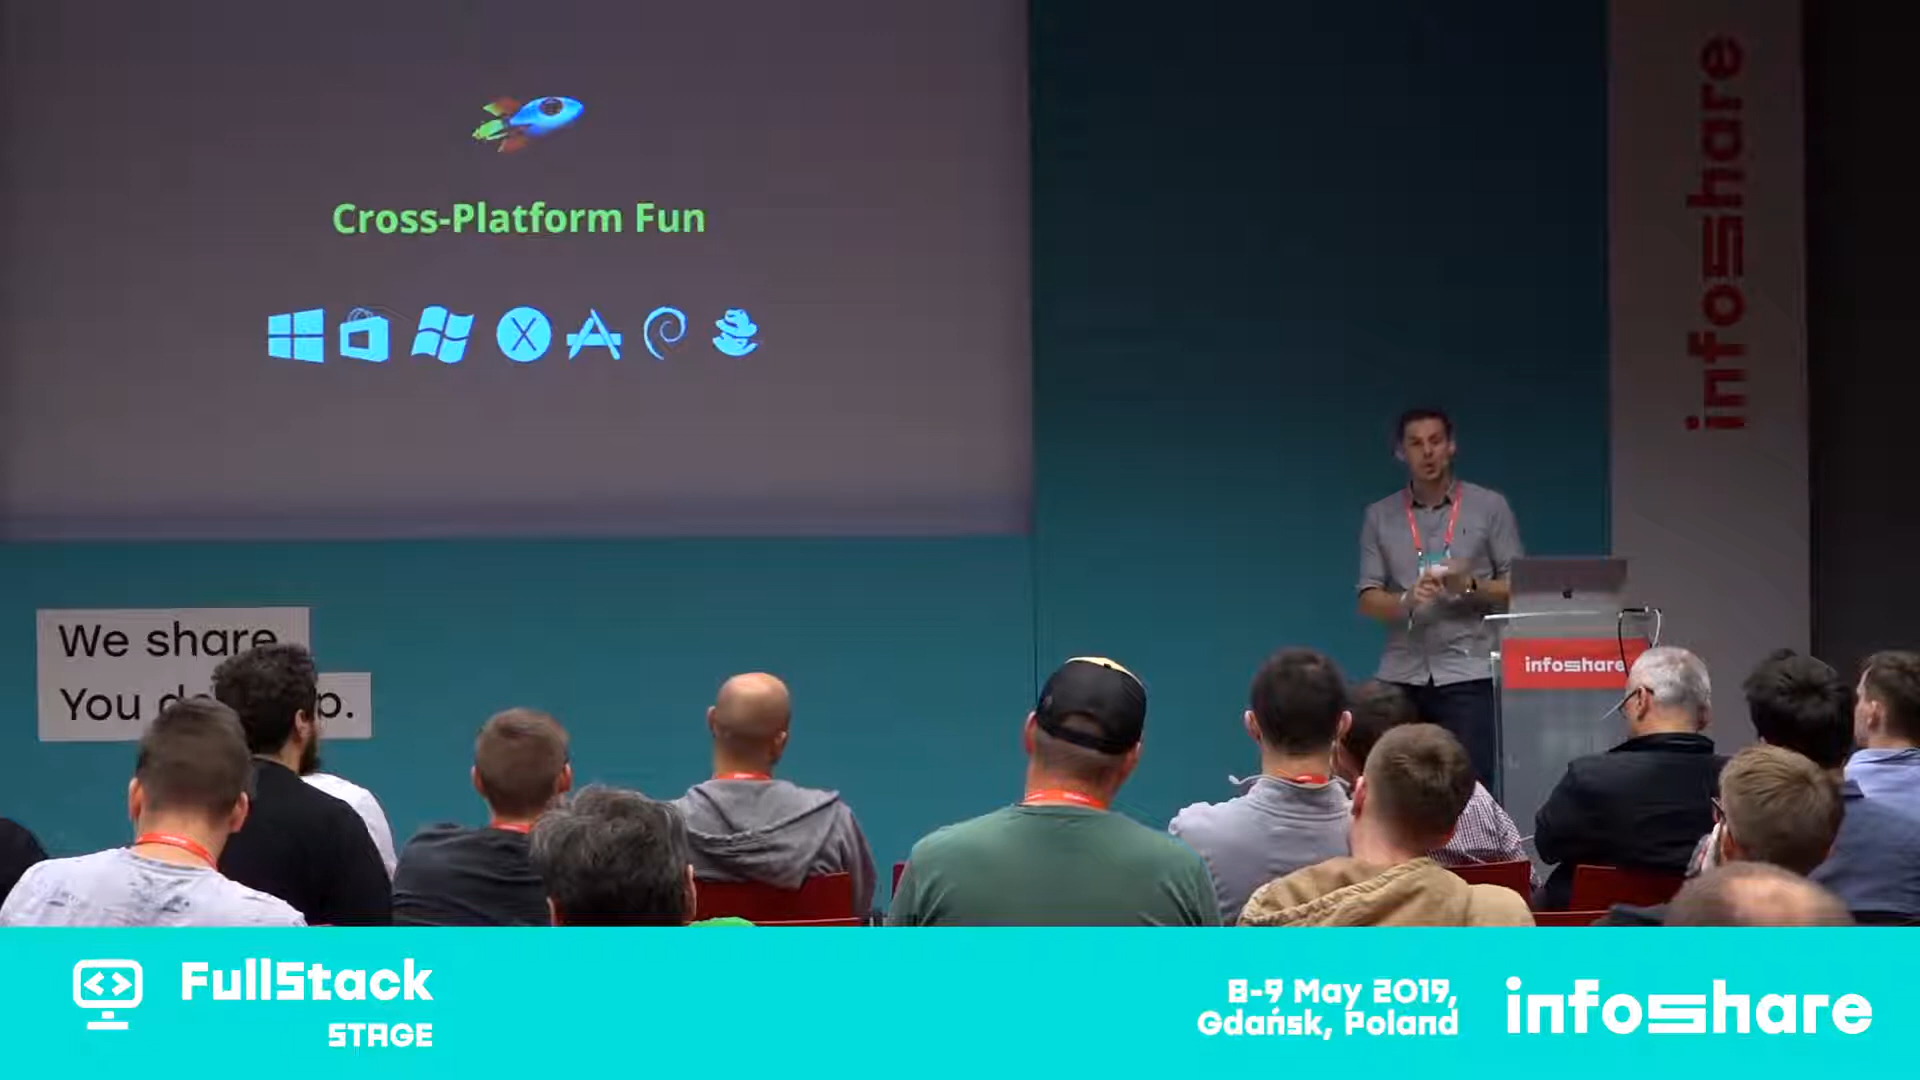 Cross-Platform Fun
infoshare
We share
You
p.
infoshare
FullStack
STAGE
8-9 May 2019,
Gdańsk, Poland
infoshare